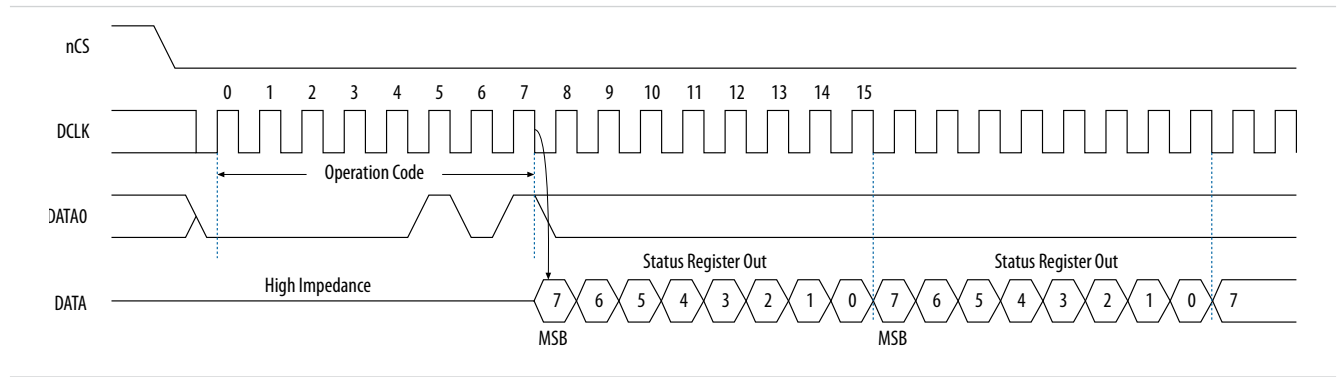 nCS
0 1 2 3 4 5 6 7 8 9 10 11 12 13 14 15
DCLK
Operation Code
DATA0
Status Register Out Status Register Out
High Impedance
DATA 7 6 5 4 3 2 1 0 7 6 5 4 3 2 1 0 7
MSB MSB